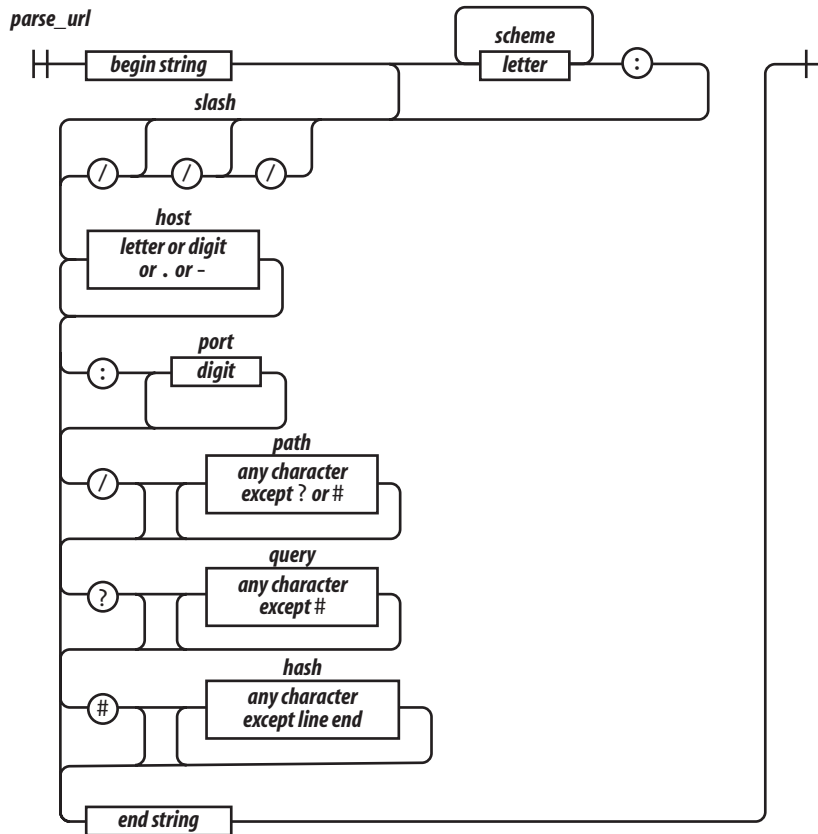 parse_url
scheme
begin string
letter
:
slash
/ / /
host
letter or digit
or . or -
port
:
digit
path
/
any character
except ? or #
query
?
any character
except #
hash
#
any character
except line end
end string